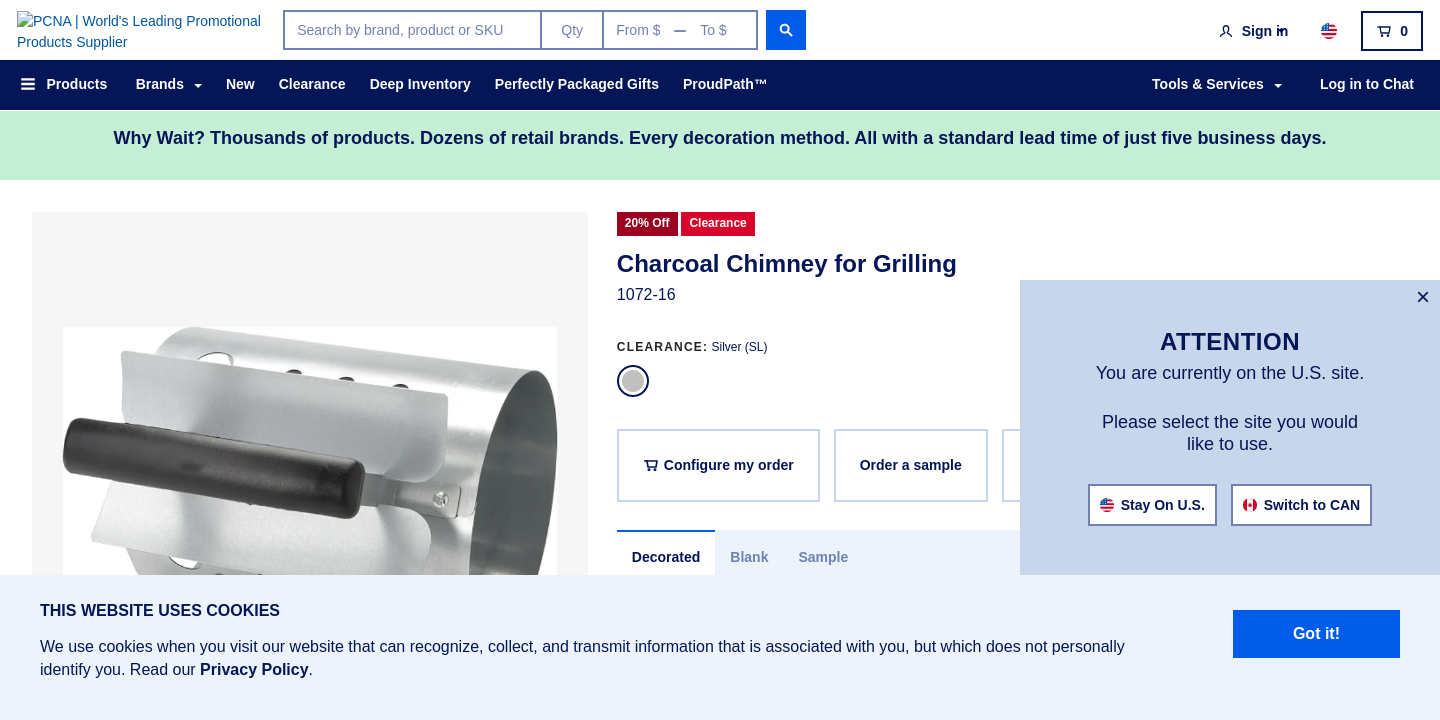 PCNA | World's Leading Promotional
Products Supplier
Search by brand, product or SKU
Qty
From $ — To $
Sign in
0
Products
Brands
New
Clearance
Deep Inventory
Perfectly Packaged Gifts
ProudPath™
Tools & Services
Log in to Chat
Why Wait? Thousands of products. Dozens of retail brands. Every decoration method. All with a standard lead time of just five business days.
20% Off
Clearance
Charcoal Chimney for Grilling
1072-16
CLEARANCE: Silver (SL)
Configure my order
Order a sample
Decorated
Blank
Sample
×
ATTENTION
You are currently on the U.S. site.
Please select the site you would
like to use.
Stay On U.S.
Switch to CAN
THIS WEBSITE USES COOKIES
We use cookies when you visit our website that can recognize, collect, and transmit information that is associated with you, but which does not personally
identify you. Read our Privacy Policy.
Got it!